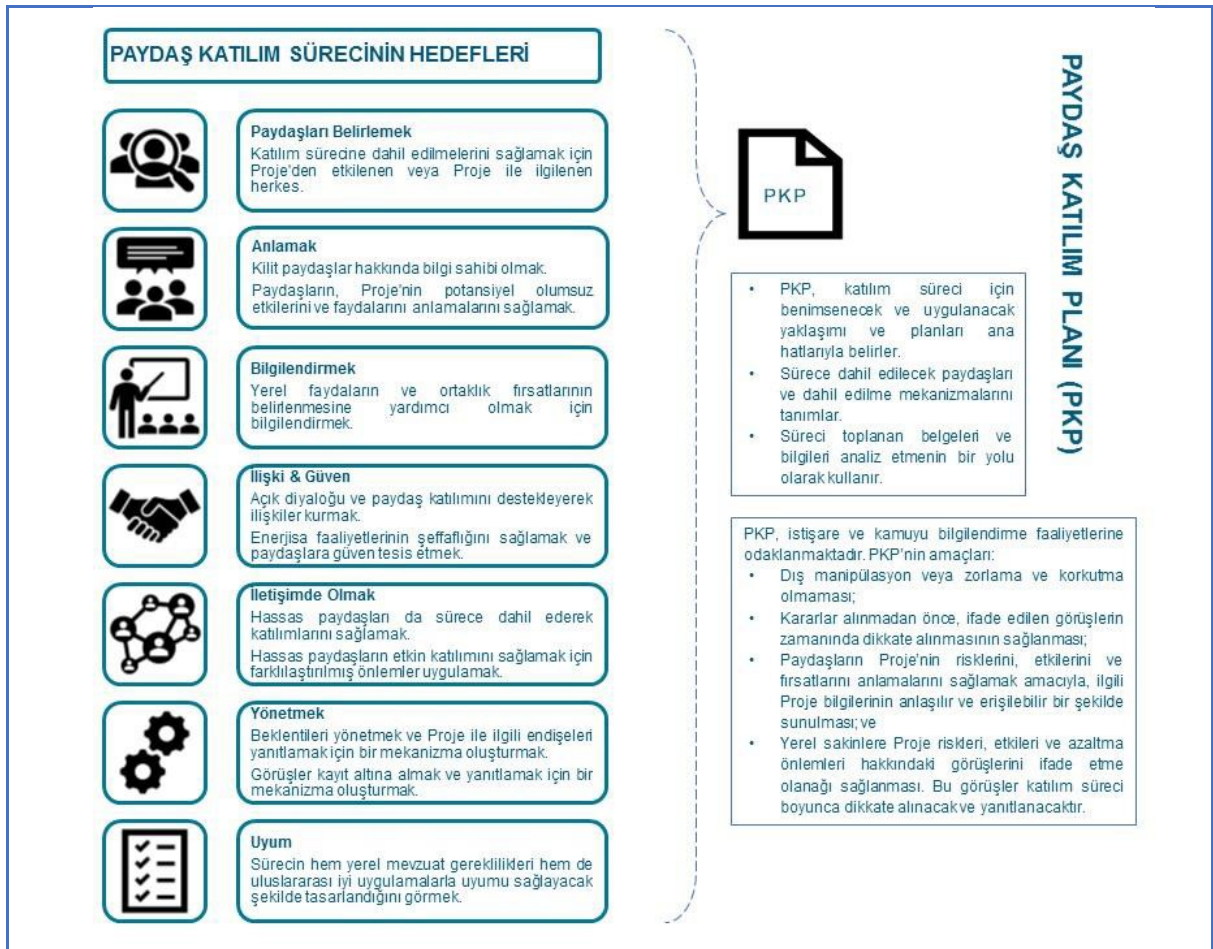 PAYDAŞ KATILIM SÜRECİNİN HEDEFLERİ
Paydaşları Belirlemek
Katılım sürecine dahil edilmelerini sağlamak için
Proje'den etkilenen veya Proje ile ilgilenen
herkes.
Anlamak
Kilit paydaşlar hakkında bilgi sahibi olmak.
Paydaşların, Proje'nin potansiyel olumsuz
etkilerini ve faydalarını anlamalarını sağlamak.
Bilgilendirmek
Yerel faydaların ve ortaklık fırsatlarının
belirlenmesine yardımcı olmak için
bilgilendirmek.
İlişki & Güven
Açık diyaloğu ve paydaş katılımını destekleyerek
ilişkiler kurmak.
Enerjisa faaliyetlerinin şeffaflığını sağlamak ve
paydaşlara güven tesis etmek.
İletişimde Olmak
Hassas paydaşları da sürece dahil ederek
katılımlarını sağlamak.
Hassas paydaşların etkin katılımını sağlamak için
farklılaştırılmış önlemler uygulamak.
Yönetmek
Beklentileri yönetmek ve Proje ile ilgili endişeleri
yanıtlamak için bir mekanizma oluşturmak.
Görüşler kayıt altına almak ve yanıtlamak için bir
mekanizma oluşturmak.
Uyum
Sürecin hem yerel mevzuat gereklilikleri hem de
uluslararası iyi uygulamalarla uyumu sağlayacak
şekilde tasarlandığını görmek.
PKP
• PKP, katılım süreci için
benimsenecek ve uygulanacak
yaklaşımı ve planları ana
hatlarıyla belirler.
• Sürece dahil edilecek paydaşları
ve dahil edilme mekanizmalarını
tanımlar.
• Süreci toplanan belgeleri ve
bilgileri analiz etmenin bir yolu
olarak kullanır.
PKP, istişare ve kamuyu bilgilendirme faaliyetlerine
odaklanmaktadır. PKP'nin amaçları:
• Dış manipülasyon veya zorlama ve korkutma
olmaması;
• Kararlar alınmadan önce, ifade edilen görüşlerin
zamanında dikkate alınmasının sağlanması;
• Paydaşların Proje'nin risklerini, etkilerini ve
fırsatlarını anlamalarını sağlamak amacıyla, ilgili
Proje bilgilerinin anlaşılır ve erişilebilir bir şekilde
sunulması; ve
• Yerel sakinlere Proje riskleri, etkileri ve azaltma
önlemleri hakkındaki görüşlerini ifade etme
olanağı sağlanması. Bu görüşler katılım süreci
boyunca dikkate alınacak ve yanıtlanacaktır.
PAYDAŞ KATILIM PLANI (PKP)